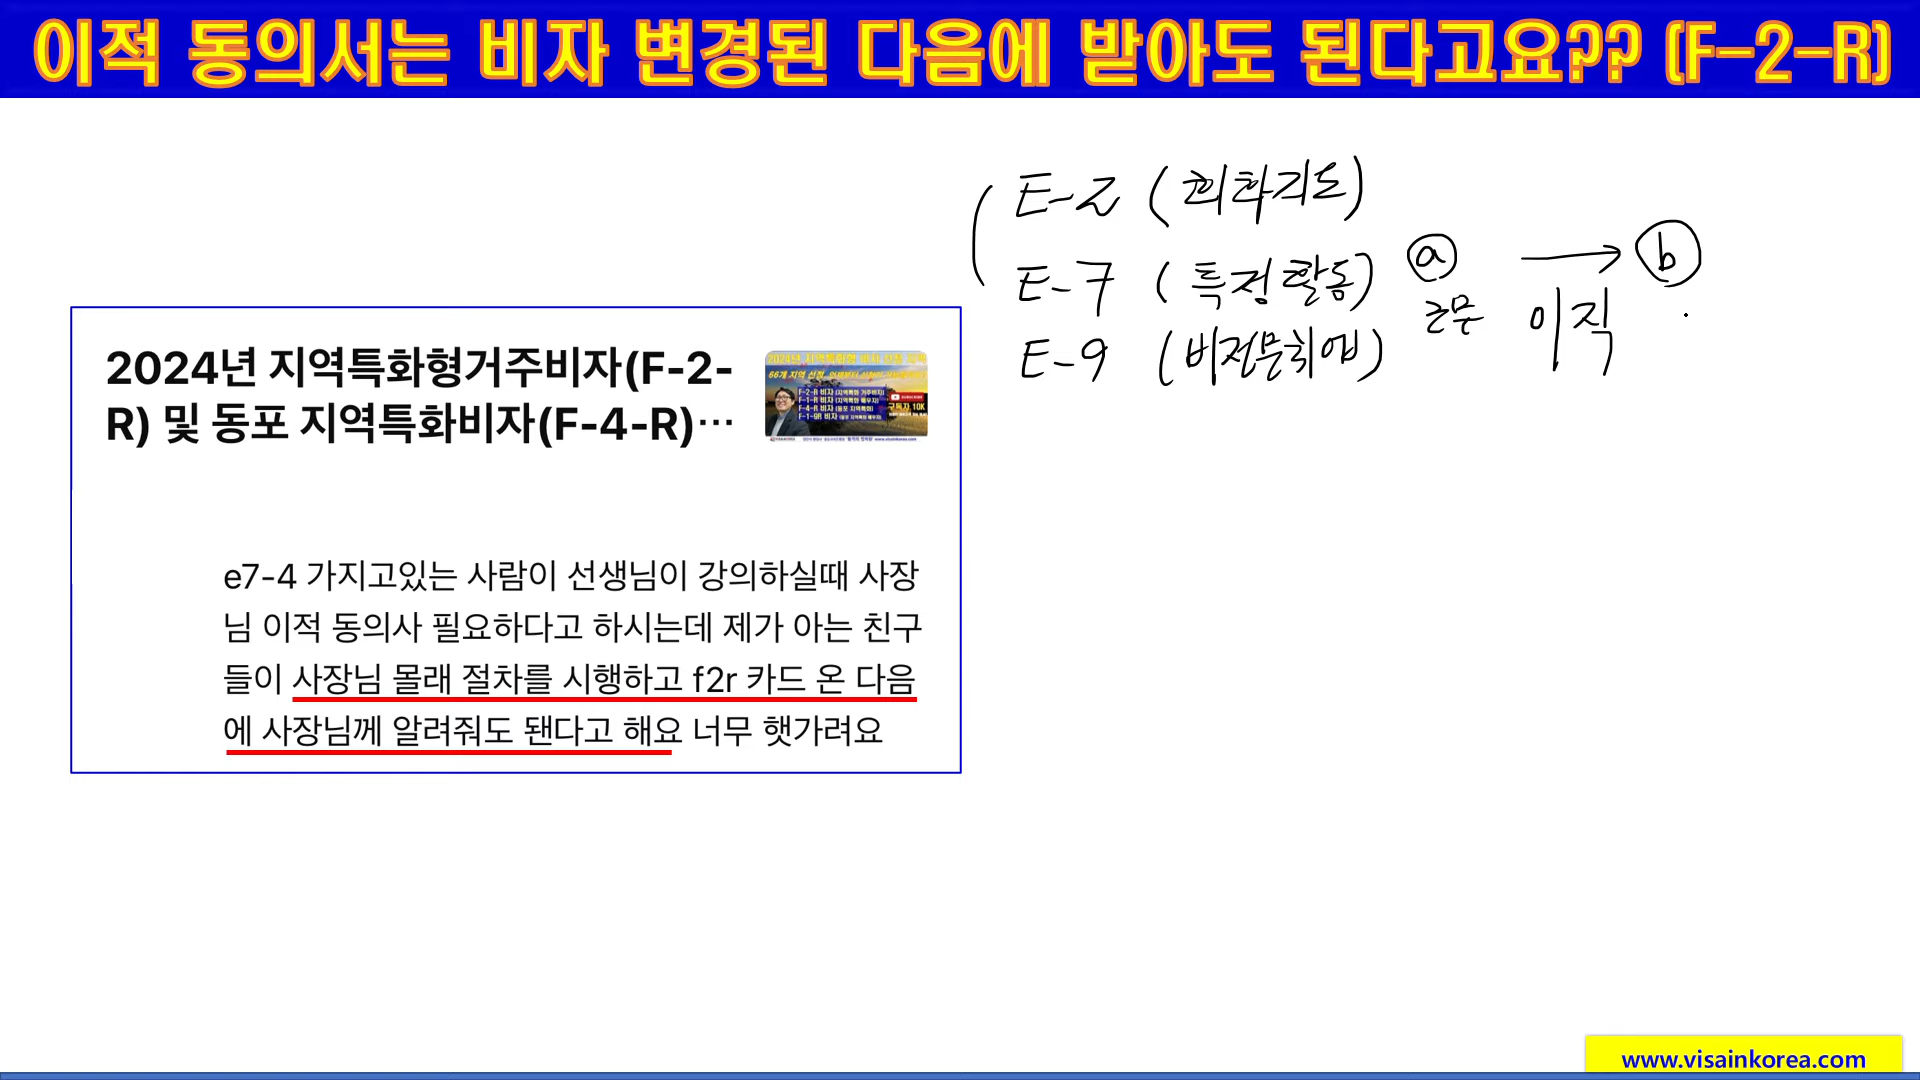 이적 동의서는 비자 변경된 다음에 받아도 된다고요?? (F-2-R)
2024년 지역특화형거주비자(F-2-
R) 및 동포 지역특화비자(F-4-R)…
e7-4 가지고있는 사람이 선생님이 강의하실때 사장
님 이적 동의사 필요하다고 하시는데 제가 아는 친구
들이 사장님 몰래 절차를 시행하고 f2r 카드 온 다음
에 사장님께 알려줘도 됀다고 해요 너무 햇가려요
E-2 (회화지도)
E-7 (특정활동)
E-9 (비전문취업)
a
근무
이직
b
www.visainkorea.com